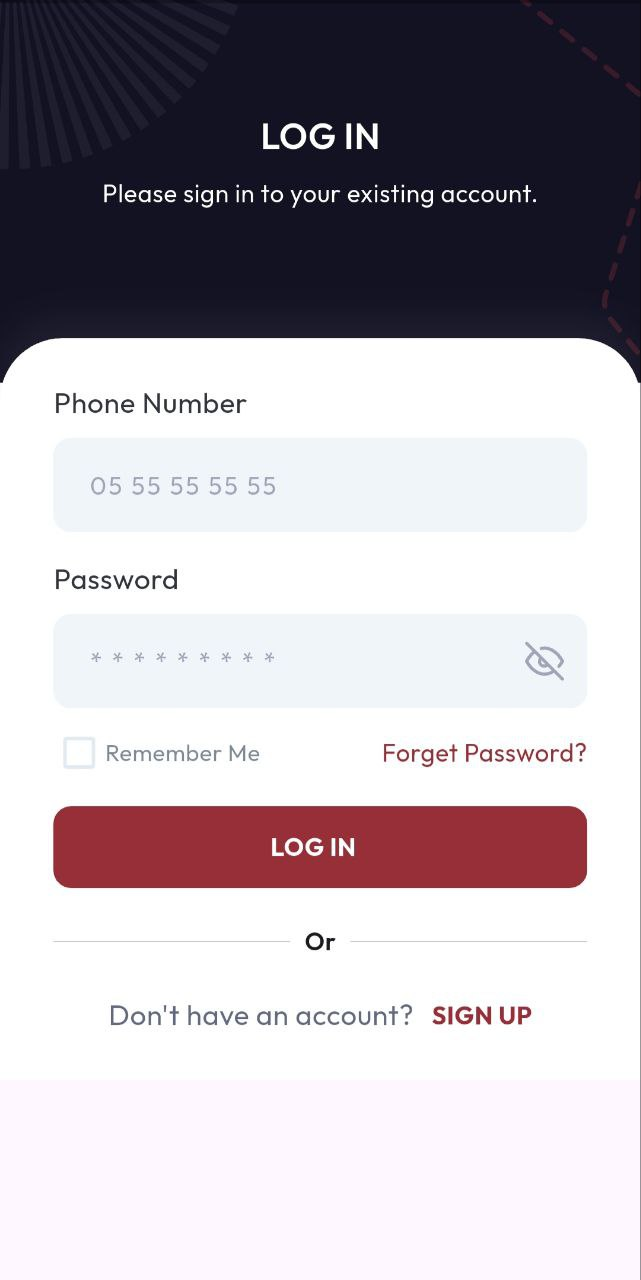 LOG IN
Please sign in to your existing account.
Phone Number
05 55 55 55 55
Password
* * * * * * * * *
Remember Me
Forget Password?
LOG IN
Or
Don't have an account? SIGN UP